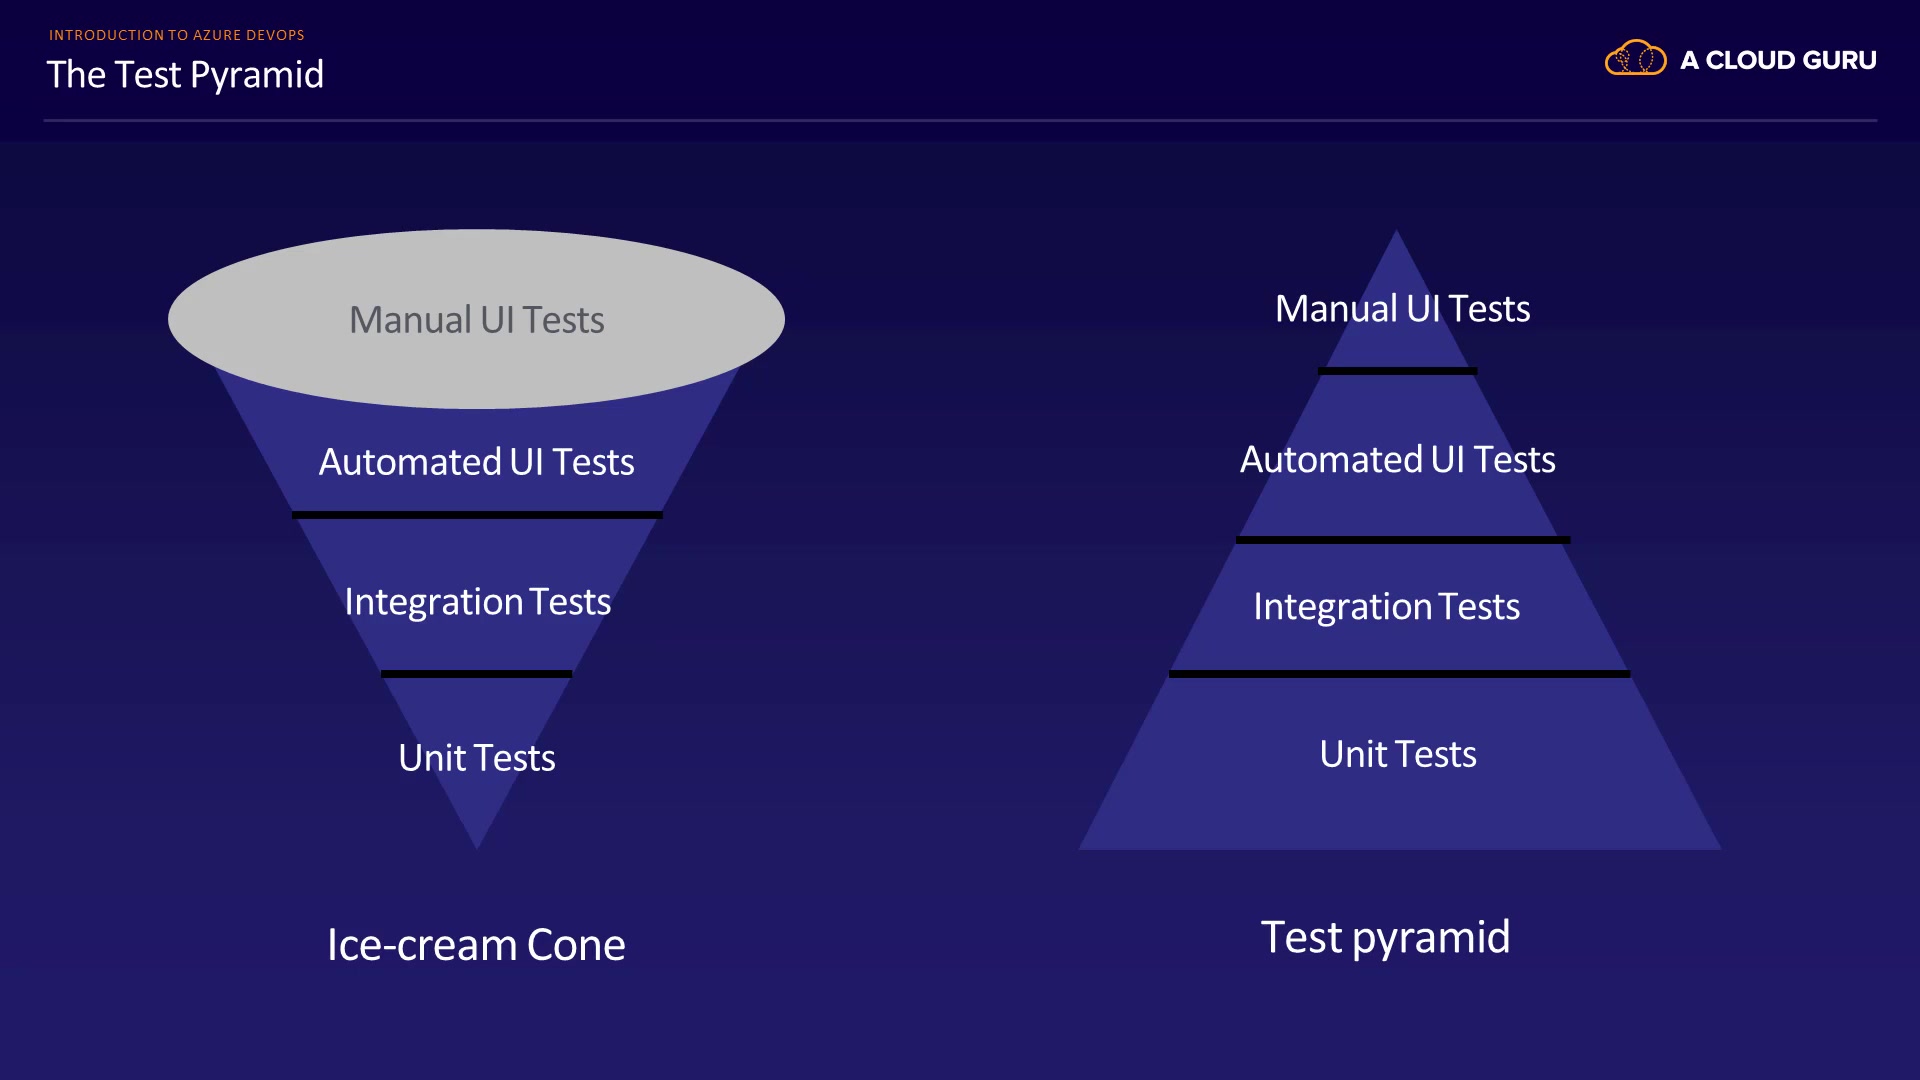 INTRODUCTION TO AZURE DEVOPS
The Test Pyramid
A CLOUD GURU
Manual UI Tests
Automated UI Tests
Integration Tests
Unit Tests
Ice-cream Cone
Manual UI Tests
Automated UI Tests
Integration Tests
Unit Tests
Test pyramid